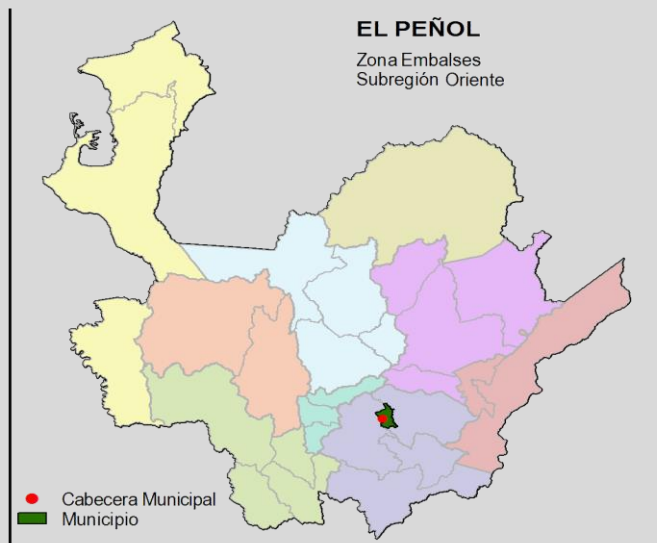 EL PEÑOL
Zona Embalses
Subregión Oriente
Cabecera Municipal
Municipio